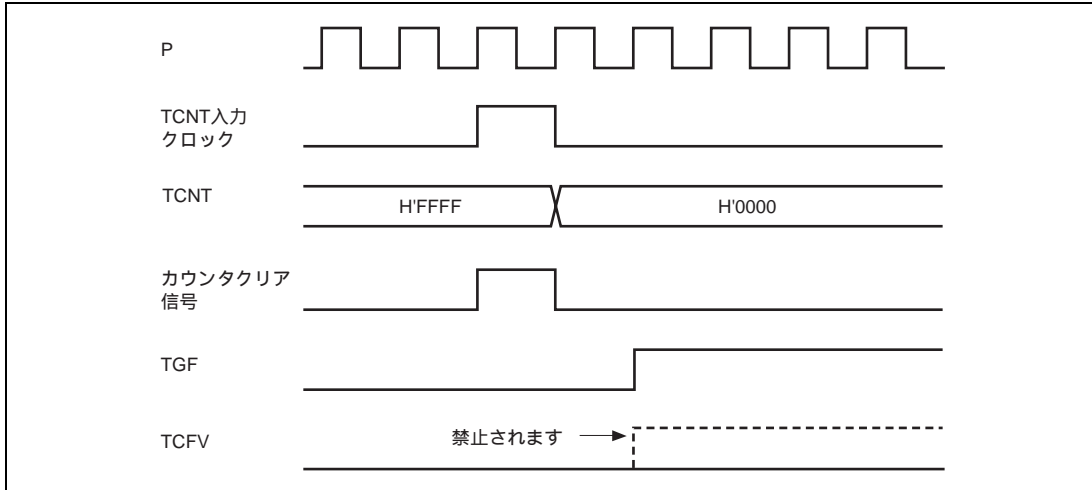 P
TCNT入力
クロック
TCNT
H'FFFF
H'0000
カウンタクリア
信号
TGF
TCFV
禁止されます